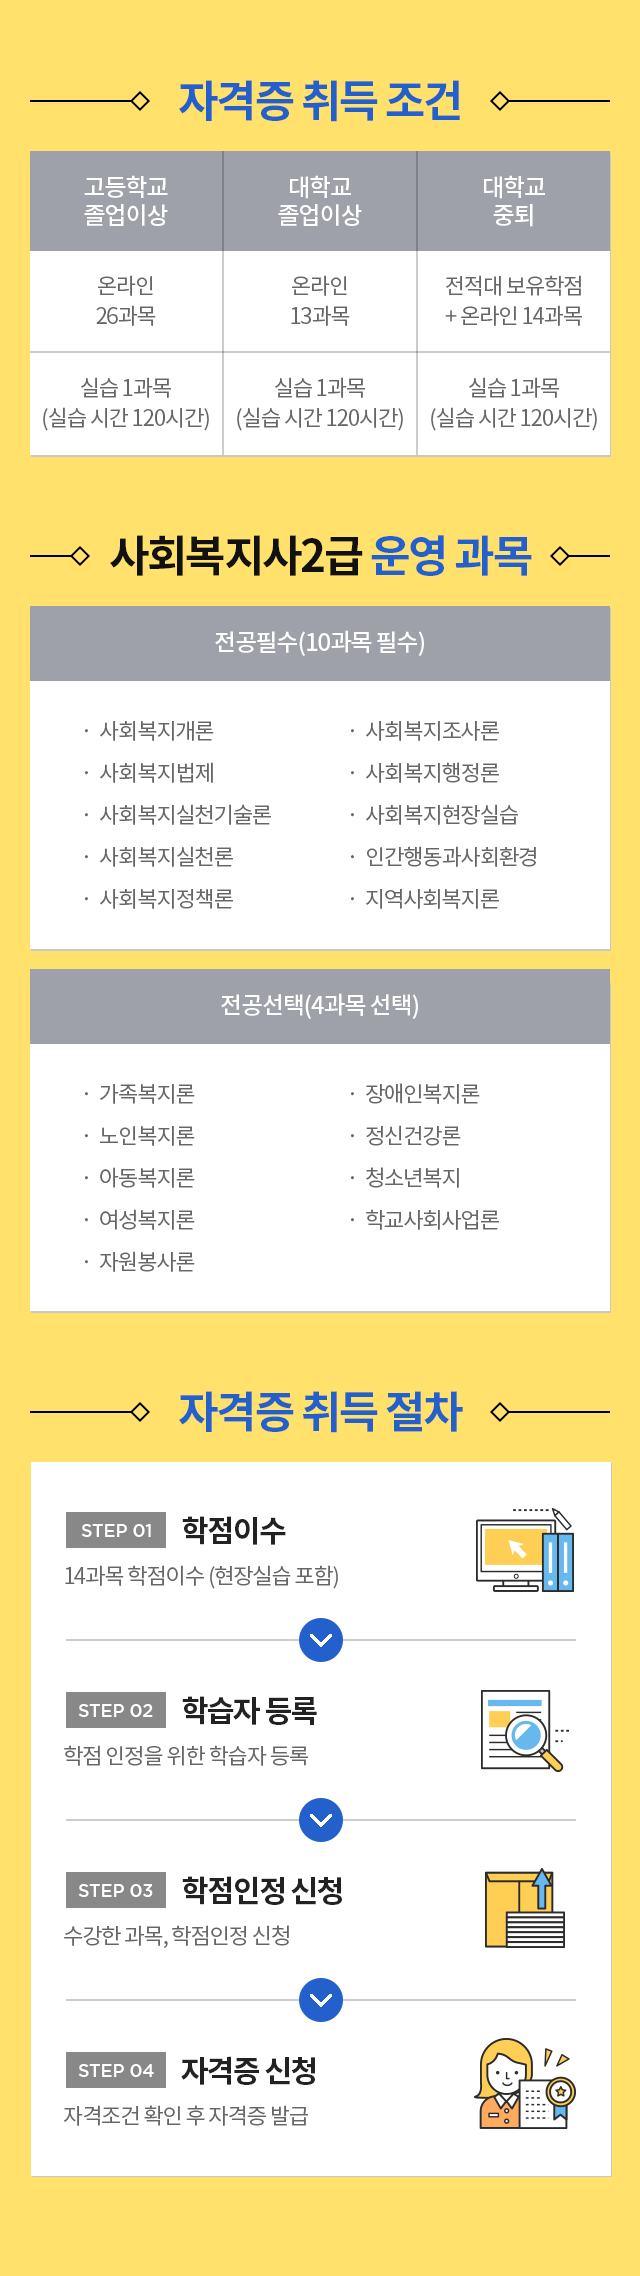 자격증 취득 조건
고등학교
졸업이상
대학교
졸업이상
대학교
중퇴
온라인
26과목
온라인
13과목
전적대 보유학점
+ 온라인 14과목
실습 1과목
(실습 시간 120시간)
실습 1과목
(실습 시간 120시간)
실습 1과목
(실습 시간 120시간)
사회복지사2급 운영 과목
전공필수(10과목 필수)
· 사회복지개론
· 사회복지법제
· 사회복지실천기술론
· 사회복지실천론
· 사회복지정책론
· 사회복지조사론
· 사회복지행정론
· 사회복지현장실습
· 인간행동과사회환경
· 지역사회복지론
전공선택(4과목 선택)
· 가족복지론
· 노인복지론
· 아동복지론
· 여성복지론
· 자원봉사론
· 장애인복지론
· 정신건강론
· 청소년복지
· 학교사회사업론
자격증 취득 절차
STEP 01 학점이수
14과목 학점이수 (현장실습 포함)
STEP 02 학습자 등록
학점 인정을 위한 학습자 등록
STEP 03 학점인정 신청
수강한 과목, 학점인정 신청
STEP 04 자격증 신청
자격조건 확인 후 자격증 발급